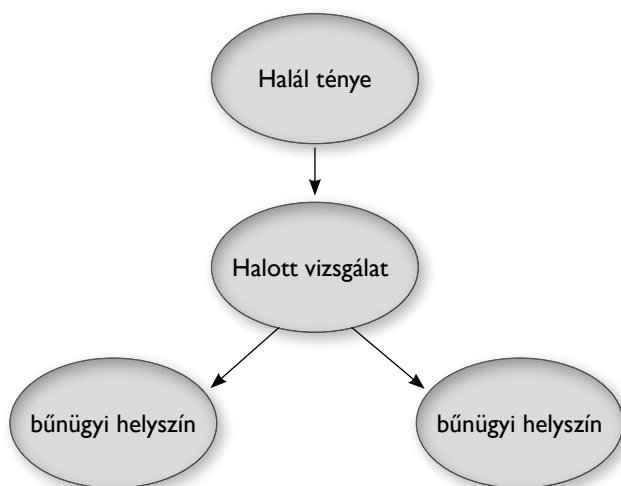 Halál ténye
Halott vizsgálat
bűnügyi helyszín
bűnügyi helyszín